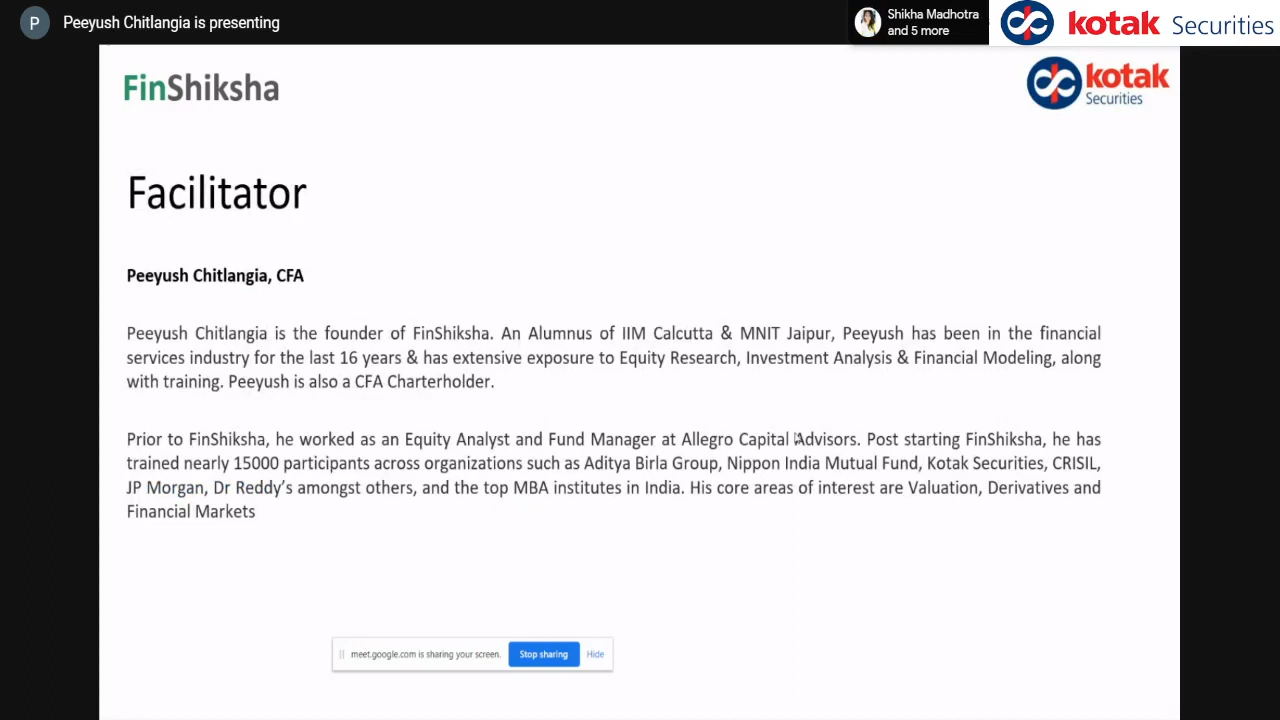 P Peeyush Chitlangia is presenting
Shikha Madhotra
and 5 more
kotak Securities
FinShiksha
kotak
Securities
Facilitator
Peeyush Chitlangia, CFA
Peeyush Chitlangia is the founder of FinShiksha. An Alumnus of IIM Calcutta & MNIT Jaipur, Peeyush has been in the financial
services industry for the last 16 years & has extensive exposure to Equity Research, Investment Analysis & Financial Modeling, along
with training. Peeyush is also a CFA Charterholder.
Prior to FinShiksha, he worked as an Equity Analyst and Fund Manager at Allegro Capital Advisors. Post starting FinShiksha, he has
trained nearly 15000 participants across organizations such as Aditya Birla Group, Nippon India Mutual Fund, Kotak Securities, CRISIL,
JP Morgan, Dr Reddy's amongst others, and the top MBA institutes in India. His core areas of interest are Valuation, Derivatives and
Financial Markets
meet.google.com is sharing your screen. Stop sharing Hide